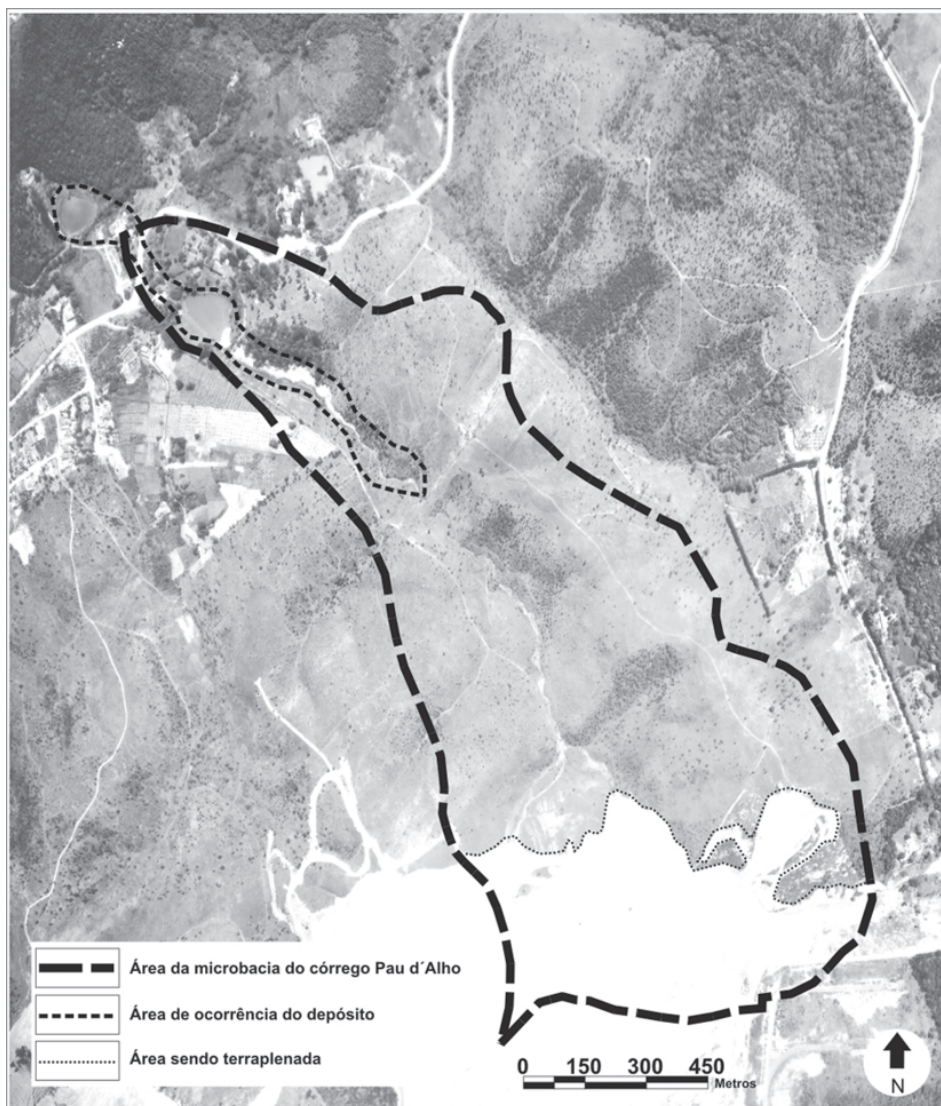 Área da microbacia do córrego Pau d´Alho
Área de ocorrência do depósito
Área sendo terraplenada
0 150 300 450
Metros
N